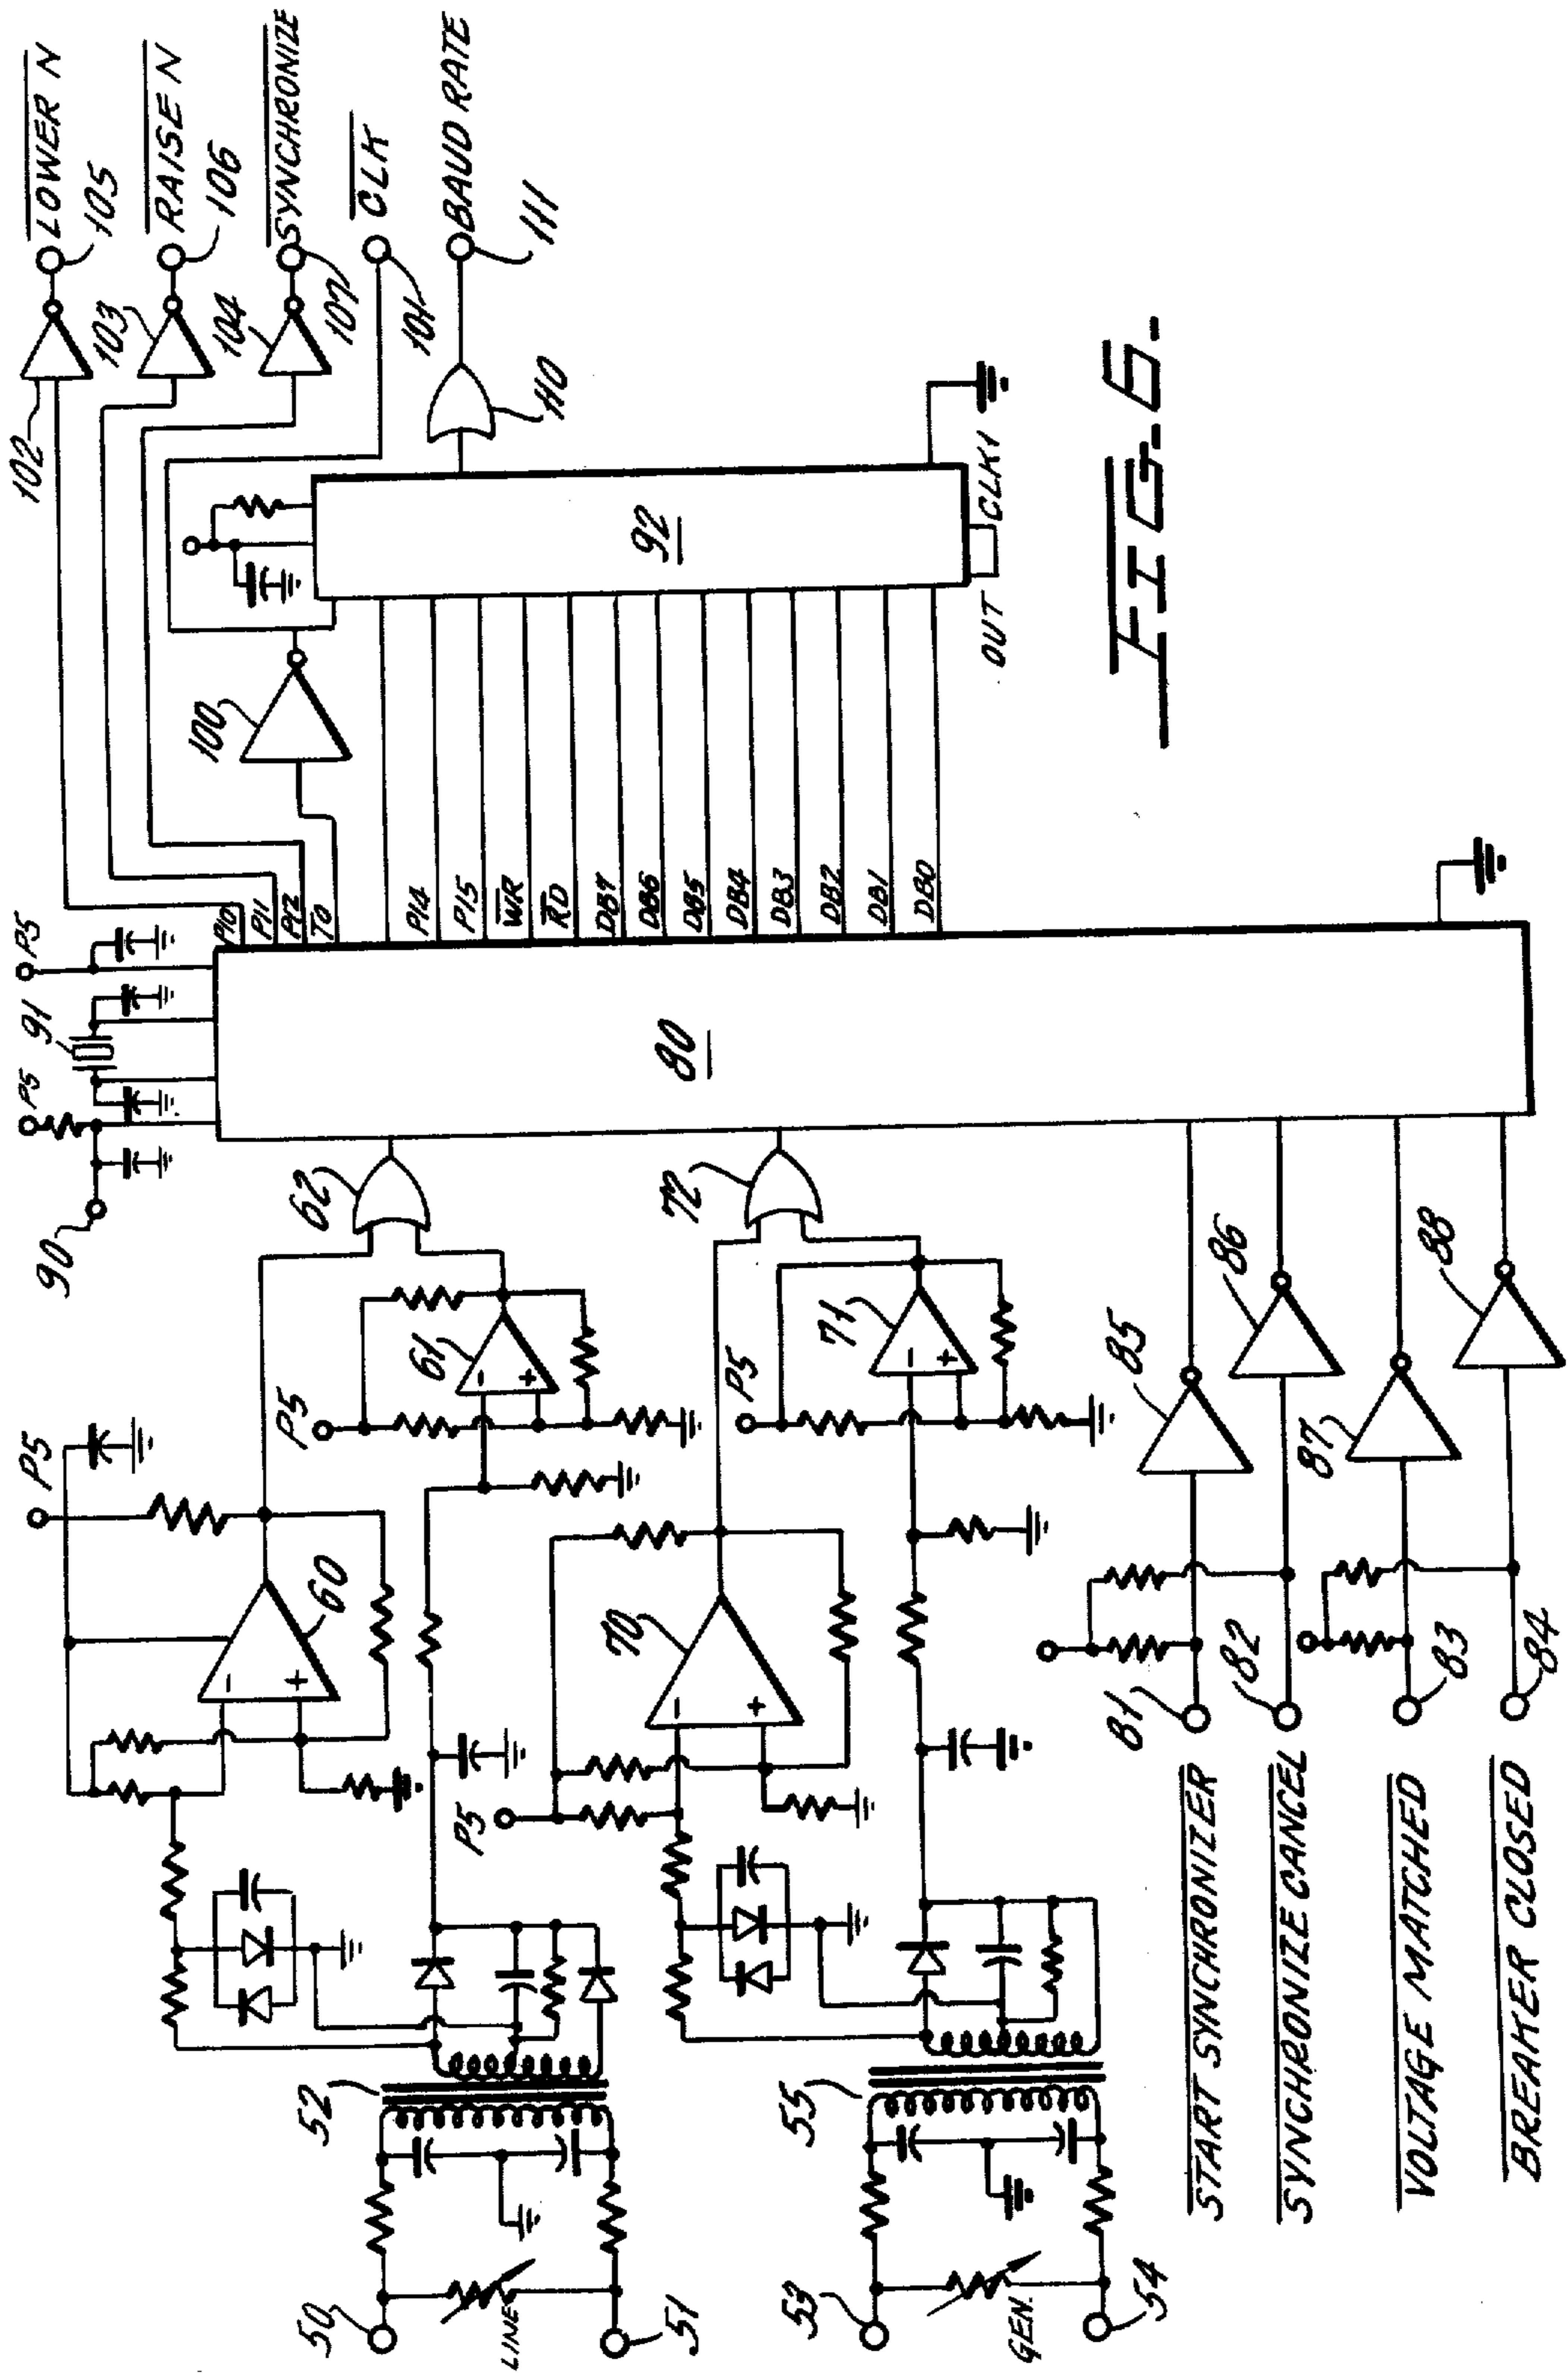 50
LINE
51
53
GEN.
54
52
55
START SYNCHRONIZER
SYNCHRONIZE CANCEL
VOLTAGE MATCHED
BREAKER CLOSED
81
82
83
84
P5
60
P5
70
P5
61
P5
71
62
72
85
86
87
88
90
P5
91
P5
80
P10
P11
P12
T0
P14
P15
WR
RD
DB7
DB6
DB5
DB4
DB3
DB2
DB1
DB0
100
92
OUT
CLK1
102
103
104
110
LOWER N
105
RAISE N
106
SYNCHRONIZE
107
CLK
101
BAUD RATE
111
FIG. 6.